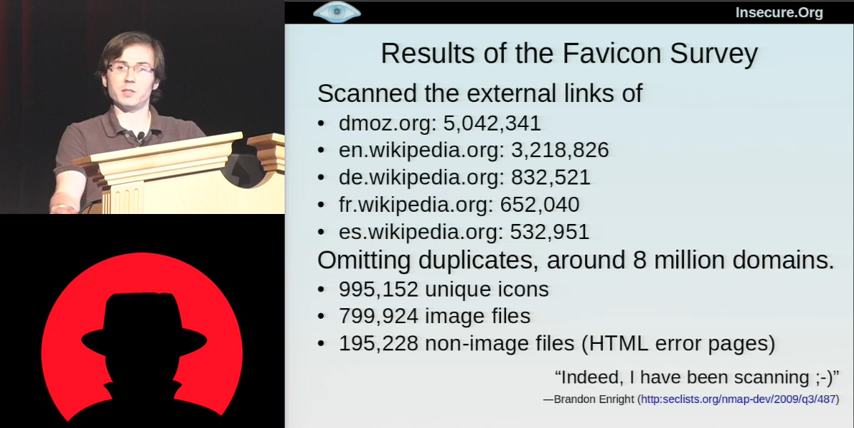 Insecure.Org
Results of the Favicon Survey
Scanned the external links of
• dmoz.org: 5,042,341
• en.wikipedia.org: 3,218,826
• de.wikipedia.org: 832,521
• fr.wikipedia.org: 652,040
• es.wikipedia.org: 532,951
Omitting duplicates, around 8 million domains.
• 995,152 unique icons
• 799,924 image files
• 195,228 non-image files (HTML error pages)
“Indeed, I have been scanning ;-)”
—Brandon Enright (http:seclists.org/nmap-dev/2009/q3/487)